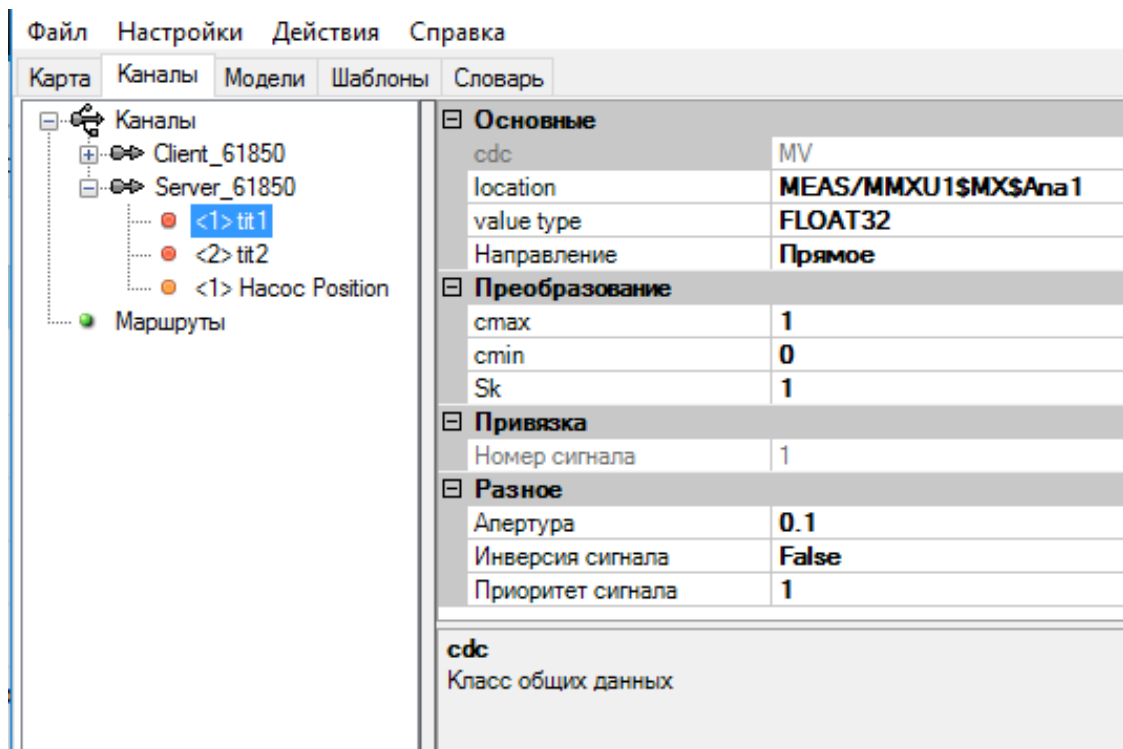 Файл Настройки Действия Справка
Карта Каналы Модели Шаблоны Словарь
Каналы
Client_61850
Server_61850
<1> tit1
<2> tit2
<1> Насос Position
Маршруты
Основные
cdc MV
location MEAS/MMXU1$MX$Ana1
value type FLOAT32
Направление Прямое
Преобразование
cmax 1
cmin 0
Sk 1
Привязка
Номер сигнала 1
Разное
Апертура 0.1
Инверсия сигнала False
Приоритет сигнала 1
cdc
Класс общих данных